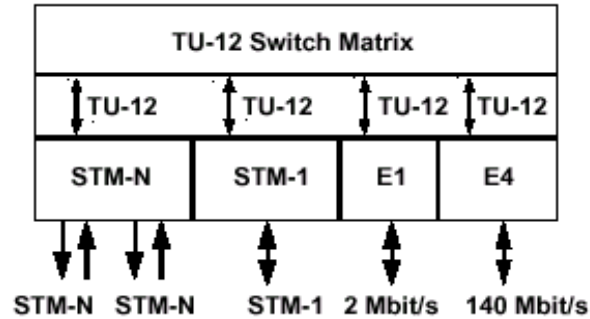 TU-12 Switch Matrix
TU-12 TU-12 TU-12 TU-12
STM-N STM-1 E1 E4
STM-N STM-N STM-1 2 Mbit/s 140 Mbit/s